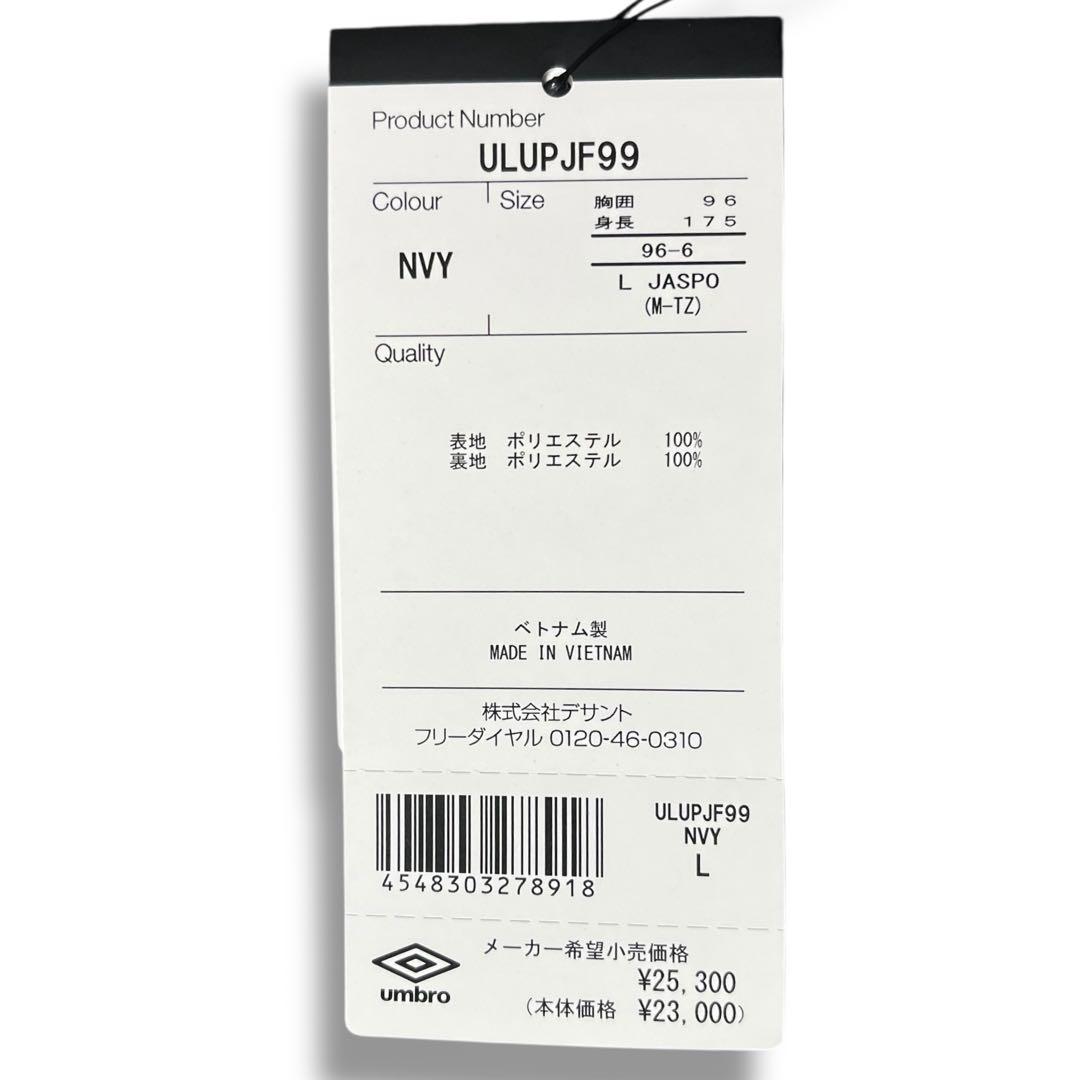 Product Number
ULUPJF99
Colour
Size
胸囲 96
身長 175
NVY
96-6
L JASPO
(M-TZ)
Quality
表地 ポリエステル 100%
裏地 ポリエステル 100%
ベトナム製
MADE IN VIETNAM
株式会社デサント
フリーダイヤル 0120-46-0310
ULUPJF99
NVY
L
4548303278918
メーカー希望小売価格
¥25,300
(本体価格 ¥23,000)
umbro